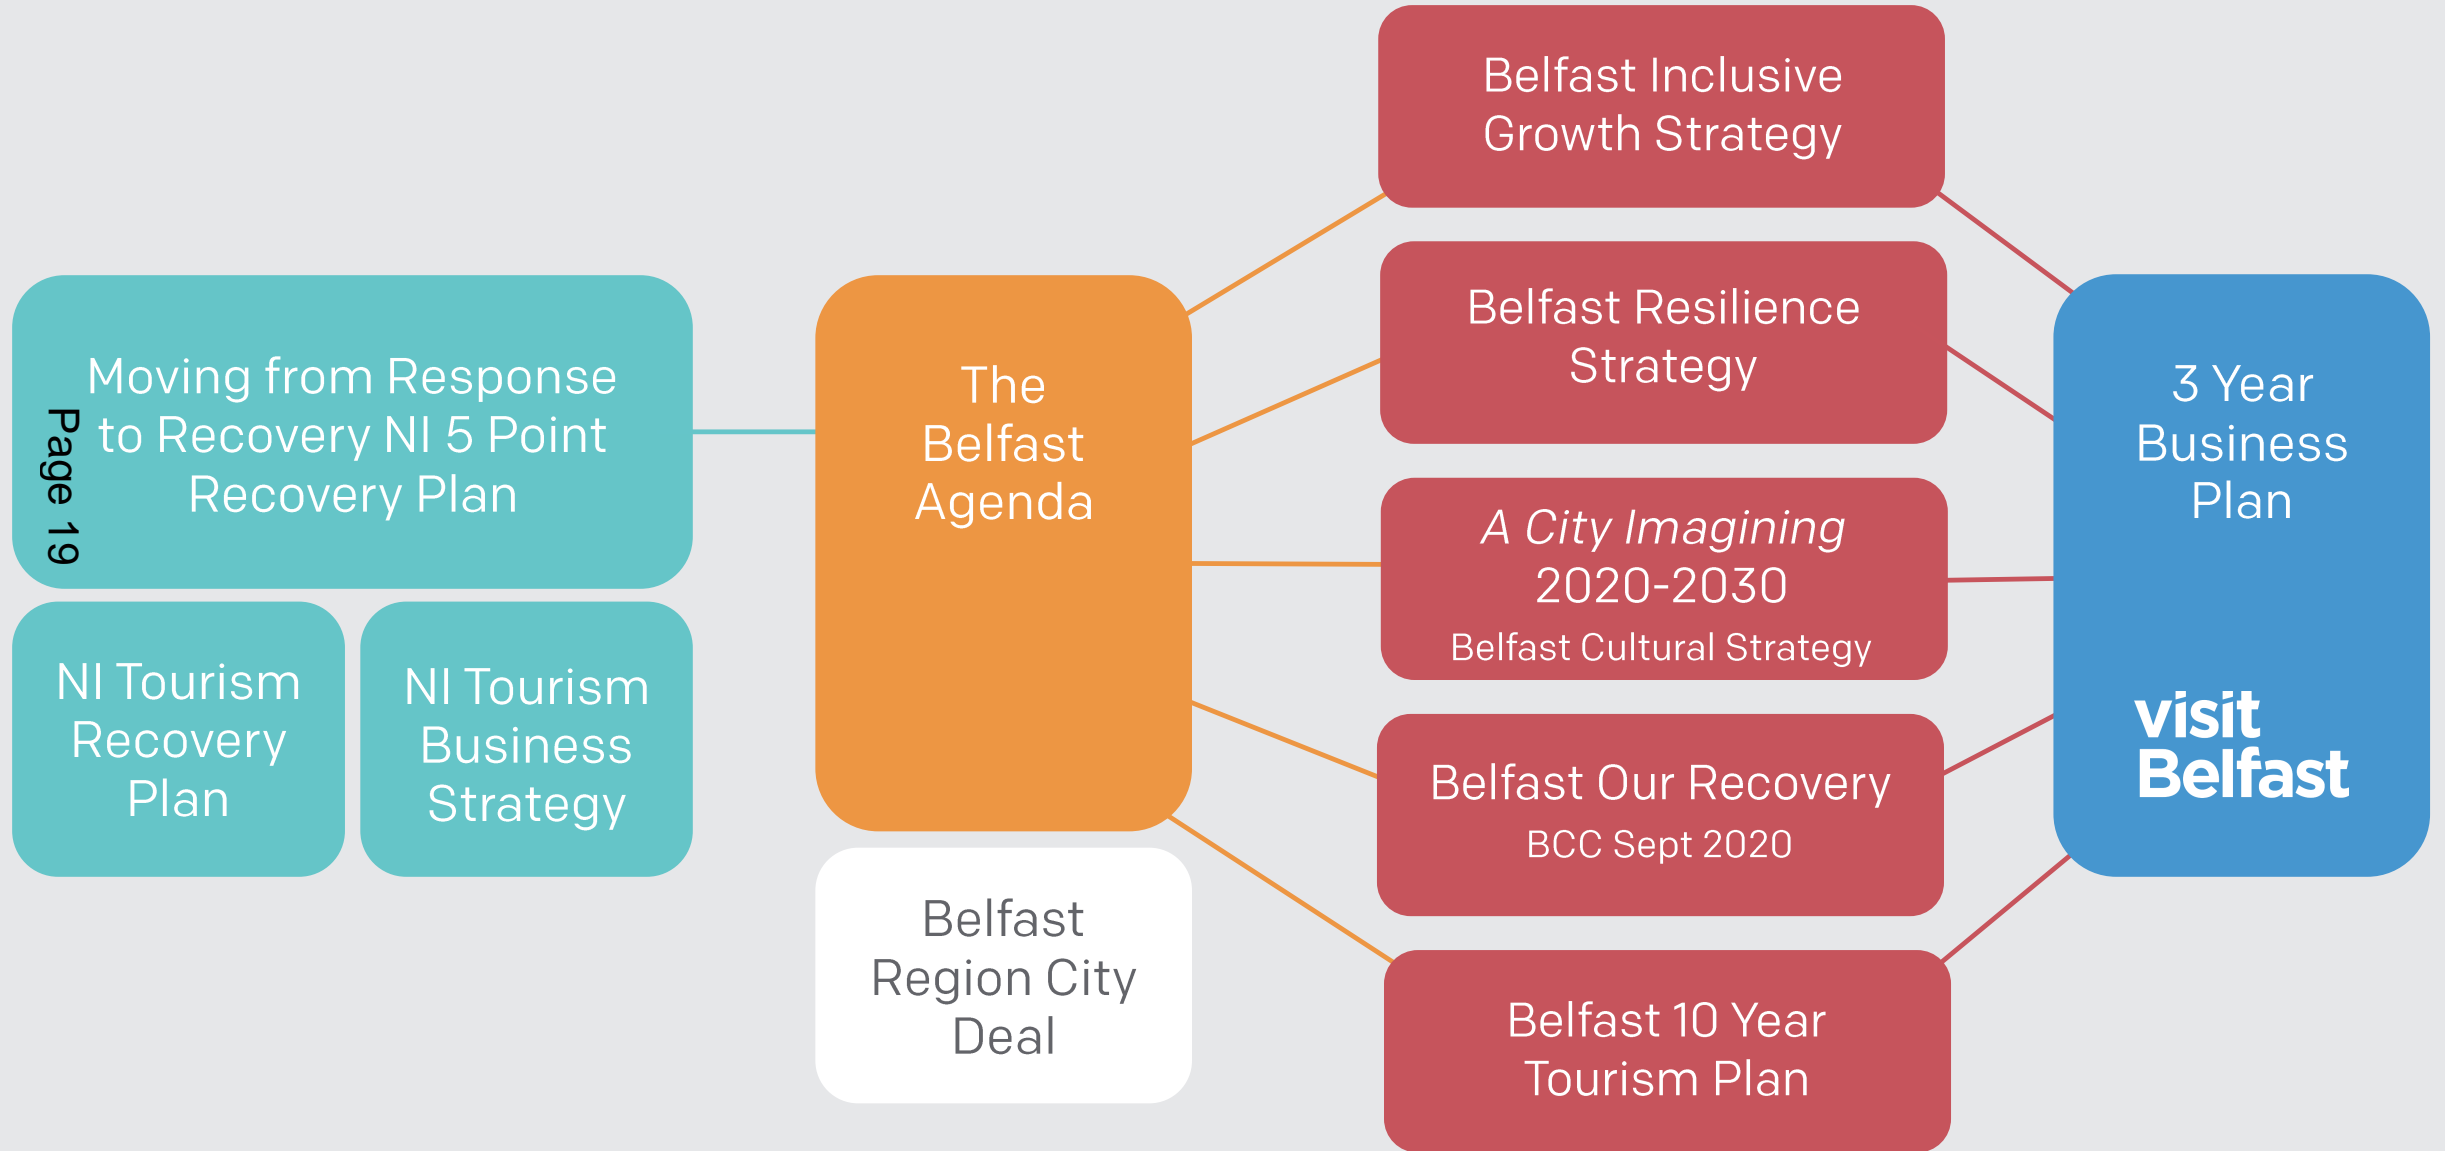 Moving from Response
to Recovery NI 5 Point
Recovery Plan
Page 19
NI Tourism
Recovery
Plan
NI Tourism
Business
Strategy
The
Belfast
Agenda
Belfast
Region City
Deal
Belfast Inclusive
Growth Strategy
Belfast Resilience
Strategy
A City Imagining
2020-2030
Belfast Cultural Strategy
Belfast Our Recovery
BCC Sept 2020
Belfast 10 Year
Tourism Plan
3 Year
Business
Plan
visit
Belfast